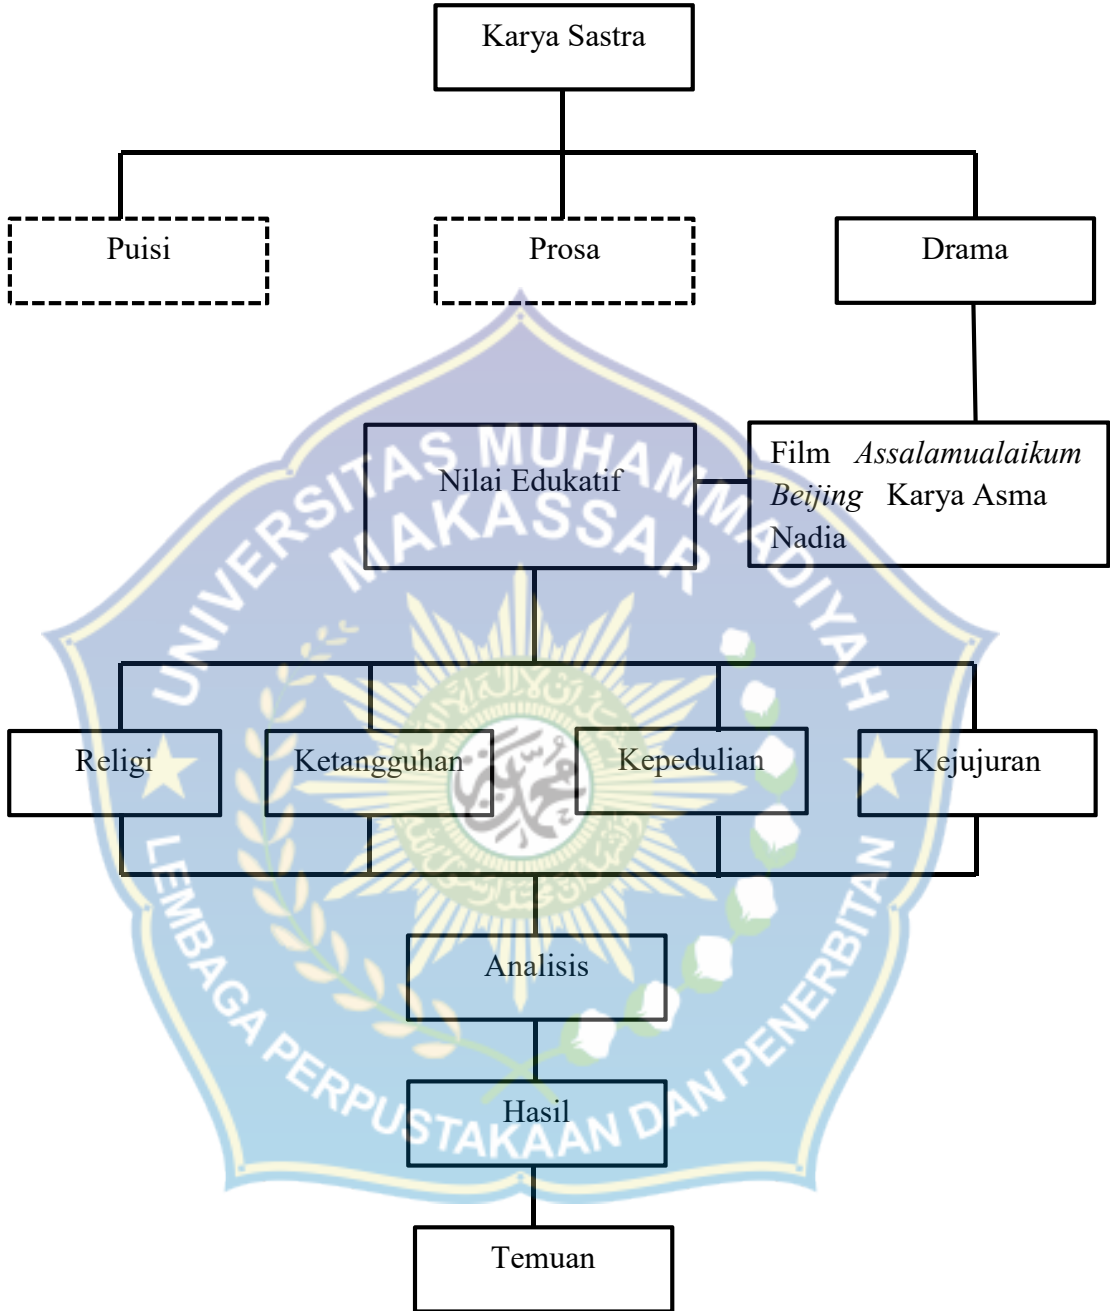 Karya Sastra
Puisi
Prosa
Drama
Nilai Edukatif
Film Assalamualaikum
Beijing Karya Asma
Nadia
UNIVERSITAS MUHAMMADIYAH
MAKASSAR
Religi
Ketangguhan
Kepedulian
Kejujuran
Analisis
Hasil
LEMBAGA PERPUSTAKAAN DAN PENERBITAN
Temuan